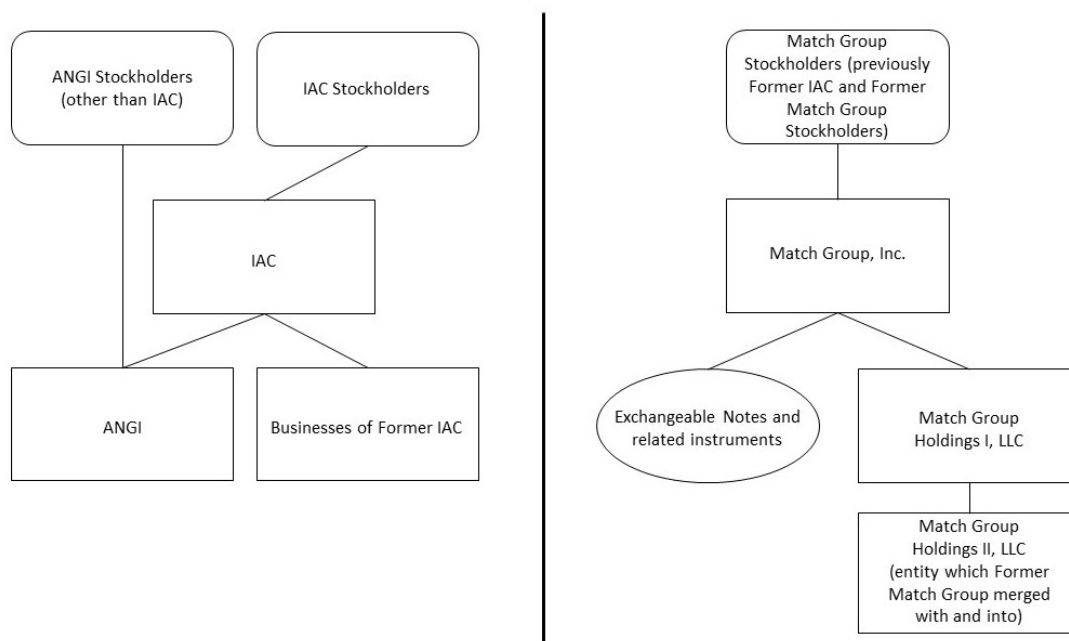 ANGI Stockholders
(other than IAC)
IAC Stockholders
IAC
ANGI
Businesses of Former IAC
Match Group
Stockholders (previously
Former IAC and Former
Match Group
Stockholders)
Match Group, Inc.
Exchangeable Notes and
related instruments
Match Group
Holdings I, LLC
Match Group
Holdings II, LLC
(entity which Former
Match Group merged
with and into)